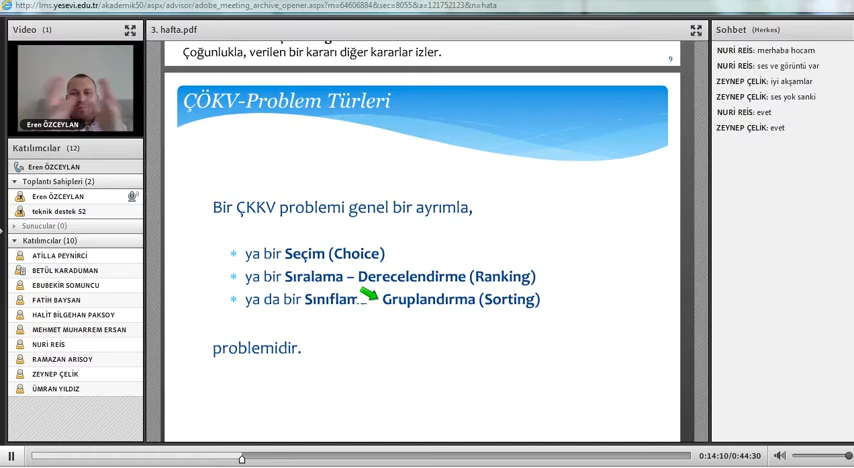 http://lms.yesevi.edu.tr/akademik50/aspx/advisor/adobe_meeting_archive_opener.aspx?m=64606884&sec=8055&a=121752123&n=hata
Video (1)
Eren ÖZCEYLAN
Katılımcılar (12)
Eren ÖZCEYLAN
Toplantı Sahipleri (2)
Eren ÖZCEYLAN
teknik destek 52
Sunucular (0)
Katılımcılar (10)
ATİLLA PEYNİRCİ
BETÜL KARADUMAN
EBUBEKİR SOMUNCU
FATİH BAYSAN
HALİT BİLGEHAN PAKSOY
MEHMET MUHARREM ERSAN
NURİ REİS
RAMAZAN ARISOY
ZEYNEP ÇELİK
ÜMRAN YILDIZ
3. hafta.pdf
Çoğunlukla, verilen bir kararı diğer kararlar izler.
9
ÇÖKV-Problem Türleri
Bir ÇKKV problemi genel bir ayrımla,
* ya bir Seçim (Choice)
* ya bir Sıralama – Derecelendirme (Ranking)
* ya da bir Gruplandırma (Sorting)
problemidir.
Sohbet (Herkes)
NURİ REİS: merhaba hocam
NURİ REİS: ses ve görüntü var
ZEYNEP ÇELİK: iyi akşamlar
ZEYNEP ÇELİK: ses yok sanki
NURİ REİS: evet
ZEYNEP ÇELİK: evet
0:14:10/0:44:30